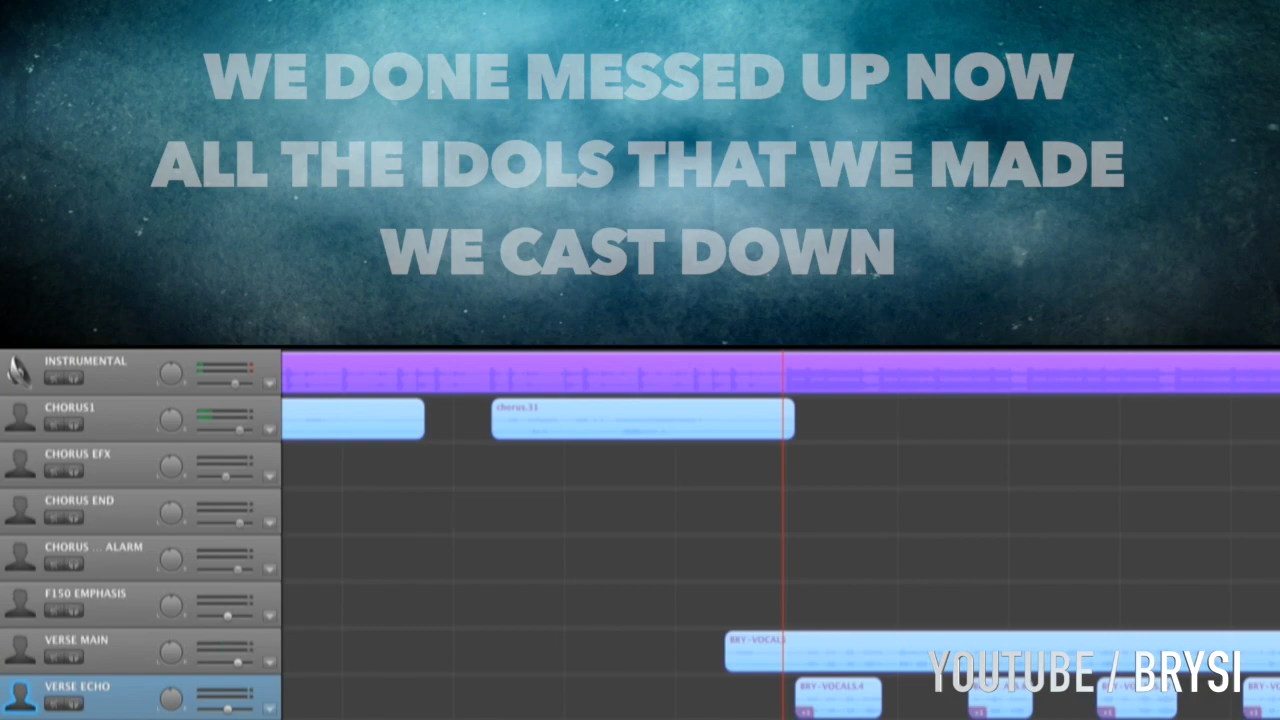 WE DONE MESSED UP NOW
ALL THE IDOLS THAT WE MADE
WE CAST DOWN
INSTRUMENTAL
CHORUS1
chorus.11
CHORUS EFX
CHORUS END
CHORUS ... ALARM
F150 EMPHASIS
VERSE MAIN
BRY-VOCALS
YOUTUBE / BRYSI
VERSE ECHO
BRY-VOCALS.4